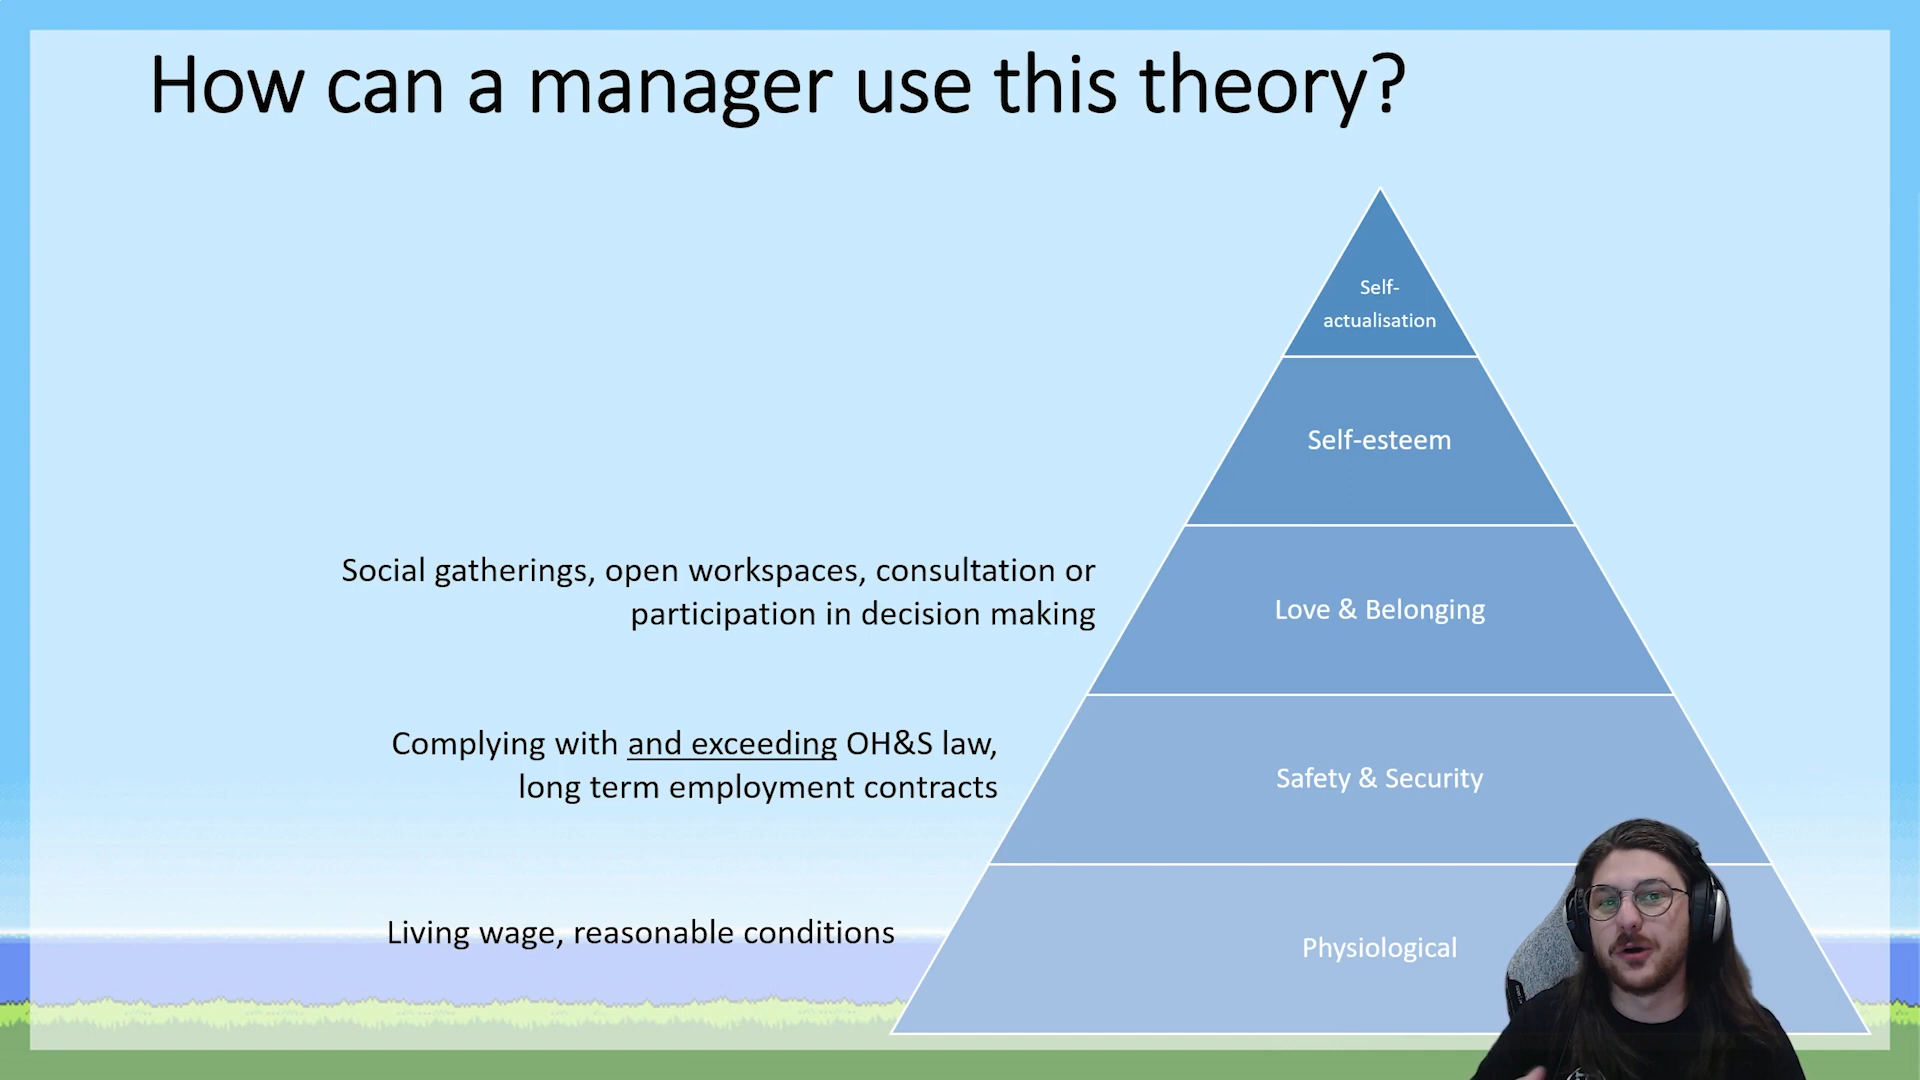 How can a manager use this theory?
Self-
actualisation
Self-esteem
Social gatherings, open workspaces, consultation or
participation in decision making
Love & Belonging
Complying with and exceeding OH&S law,
long term employment contracts
Safety & Security
Living wage, reasonable conditions
Physiological